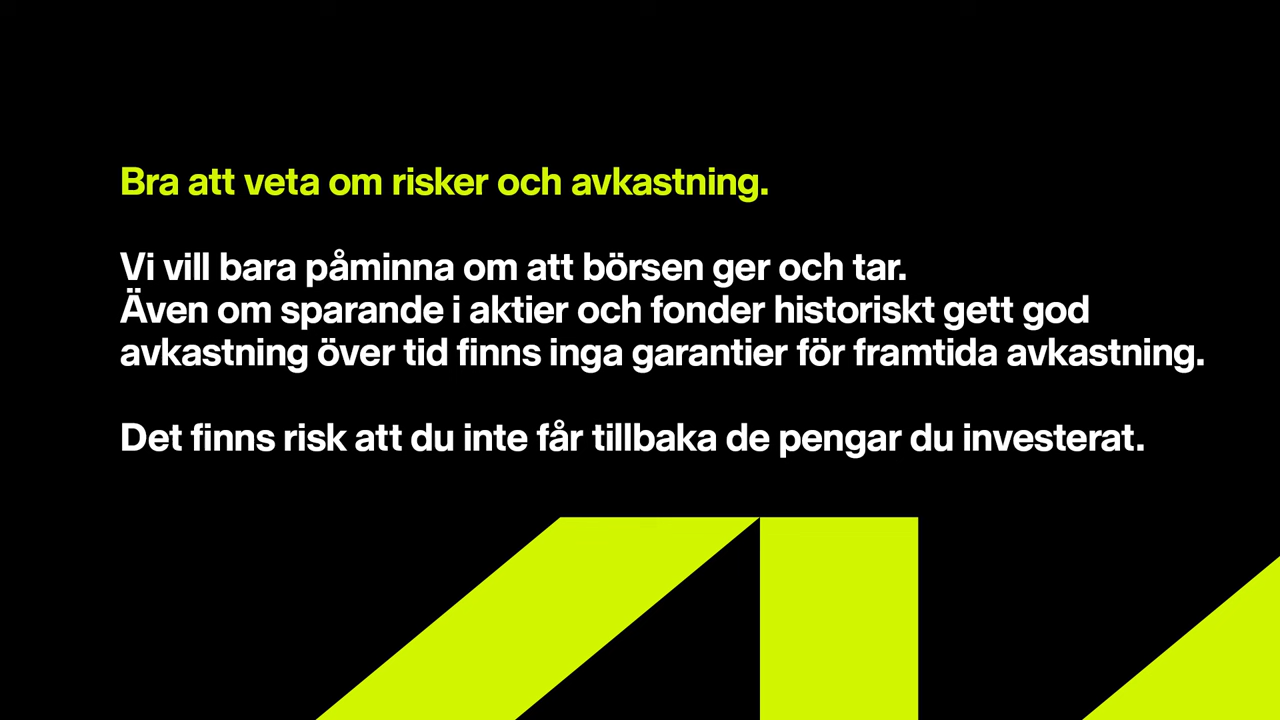 Bra att veta om risker och avkastning.
Vi vill bara påminna om att börsen ger och tar.
Även om sparande i aktier och fonder historiskt gett god
avkastning över tid finns inga garantier för framtida avkastning.
Det finns risk att du inte får tillbaka de pengar du investerat.